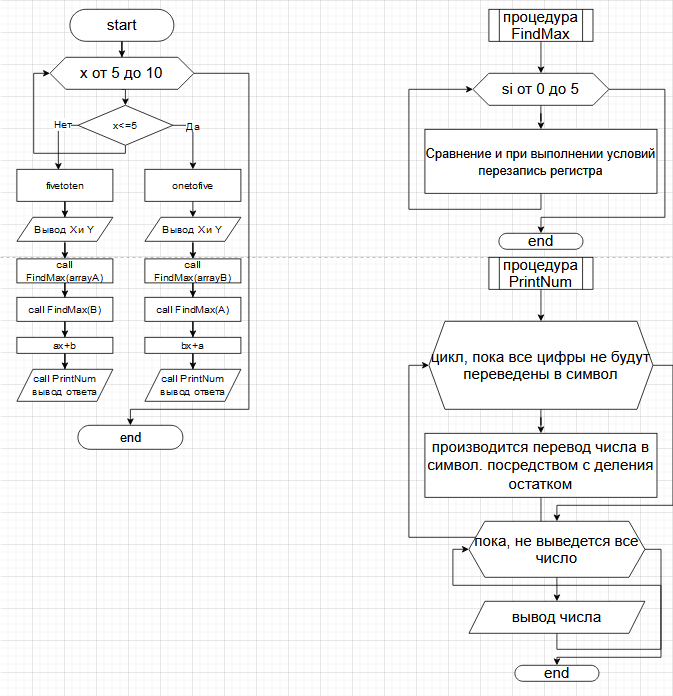 start
x от 5 до 10
x<=5
Нет
Да
fivetoten
onetofive
Вывод X и Y
Вывод X и Y
call
FindMax(arrayA)
call
FindMax(arrayB)
call FindMax(B)
call FindMax(A)
ax+b
bx+a
call PrintNum
вывод ответа
call PrintNum
вывод ответа
end
процедура
FindMax
si от 0 до 5
Сравнение и при выполнении условий
перезапись регистра
end
процедура
PrintNum
цикл, пока все цифры не будут
переведены в символ
производится перевод числа в
символ. посредством с деления
остатком
пока, не выведется все
число
вывод числа
end